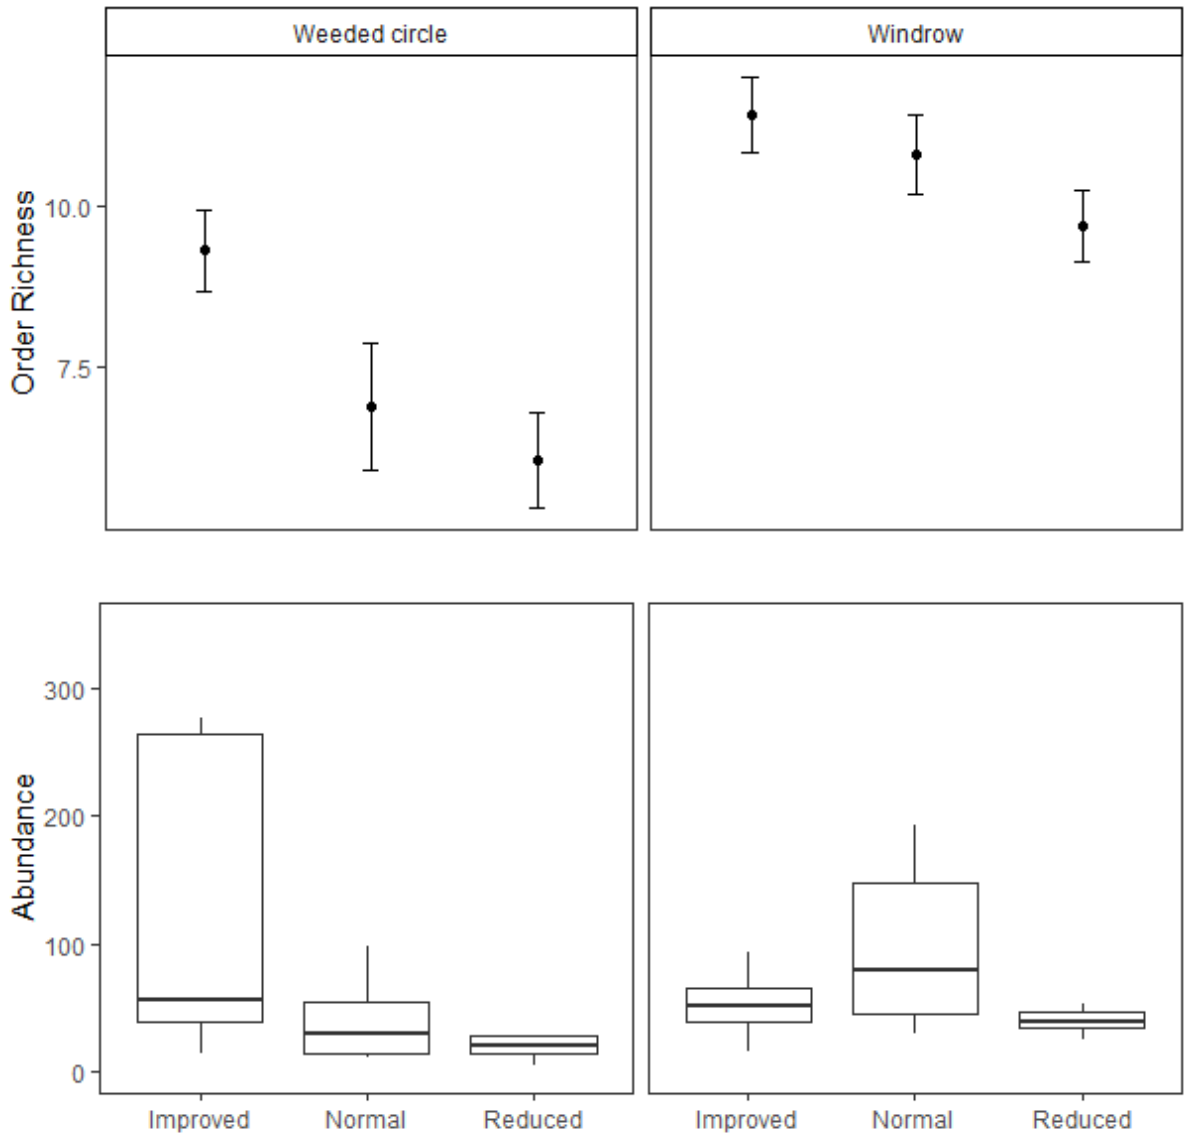 Weeded circle
Windrow
Order Richness
10.0
7.5
Abundance
300
200
100
0
Improved
Normal
Reduced
Improved
Normal
Reduced